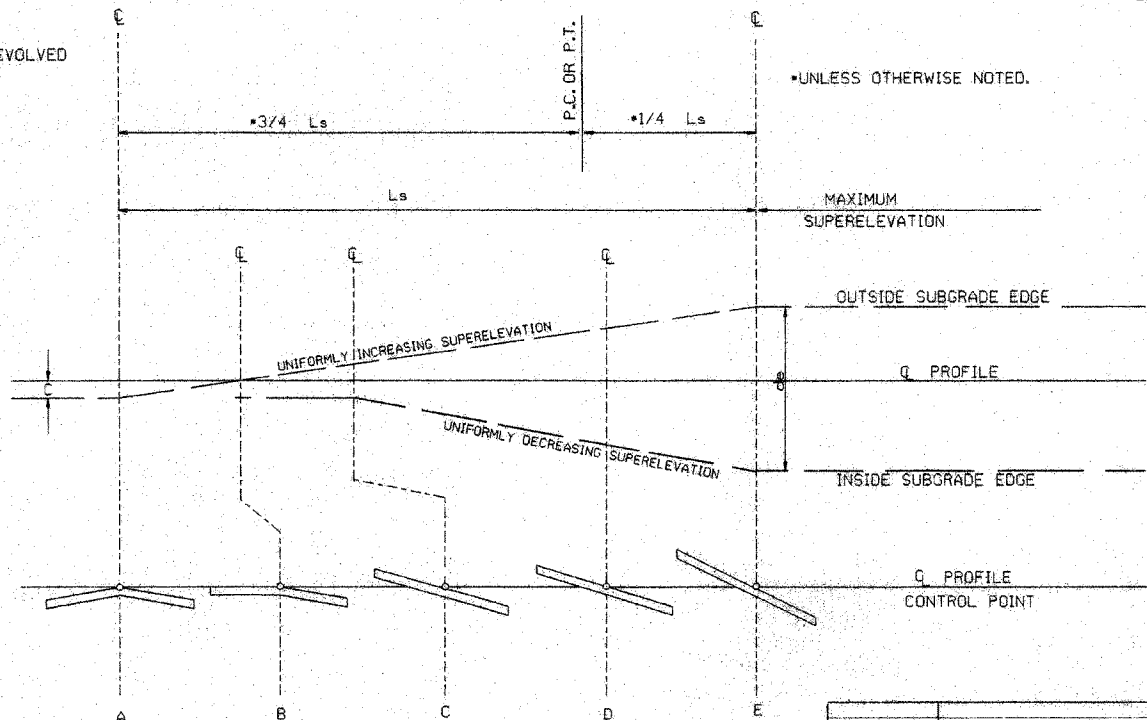 ℄
℄
EVOLVED
P.C. OR P.T.
*UNLESS OTHERWISE NOTED.
*3/4 Ls
*1/4 Ls
Ls
MAXIMUM
SUPERELEVATION
℄
℄
℄
OUTSIDE SUBGRADE EDGE
UNIFORMLY INCREASING SUPERELEVATION
C
℄ PROFILE
UNIFORMLY DECREASING SUPERELEVATION
INSIDE SUBGRADE EDGE
℄ PROFILE
CONTROL POINT
A
B
C
D
E